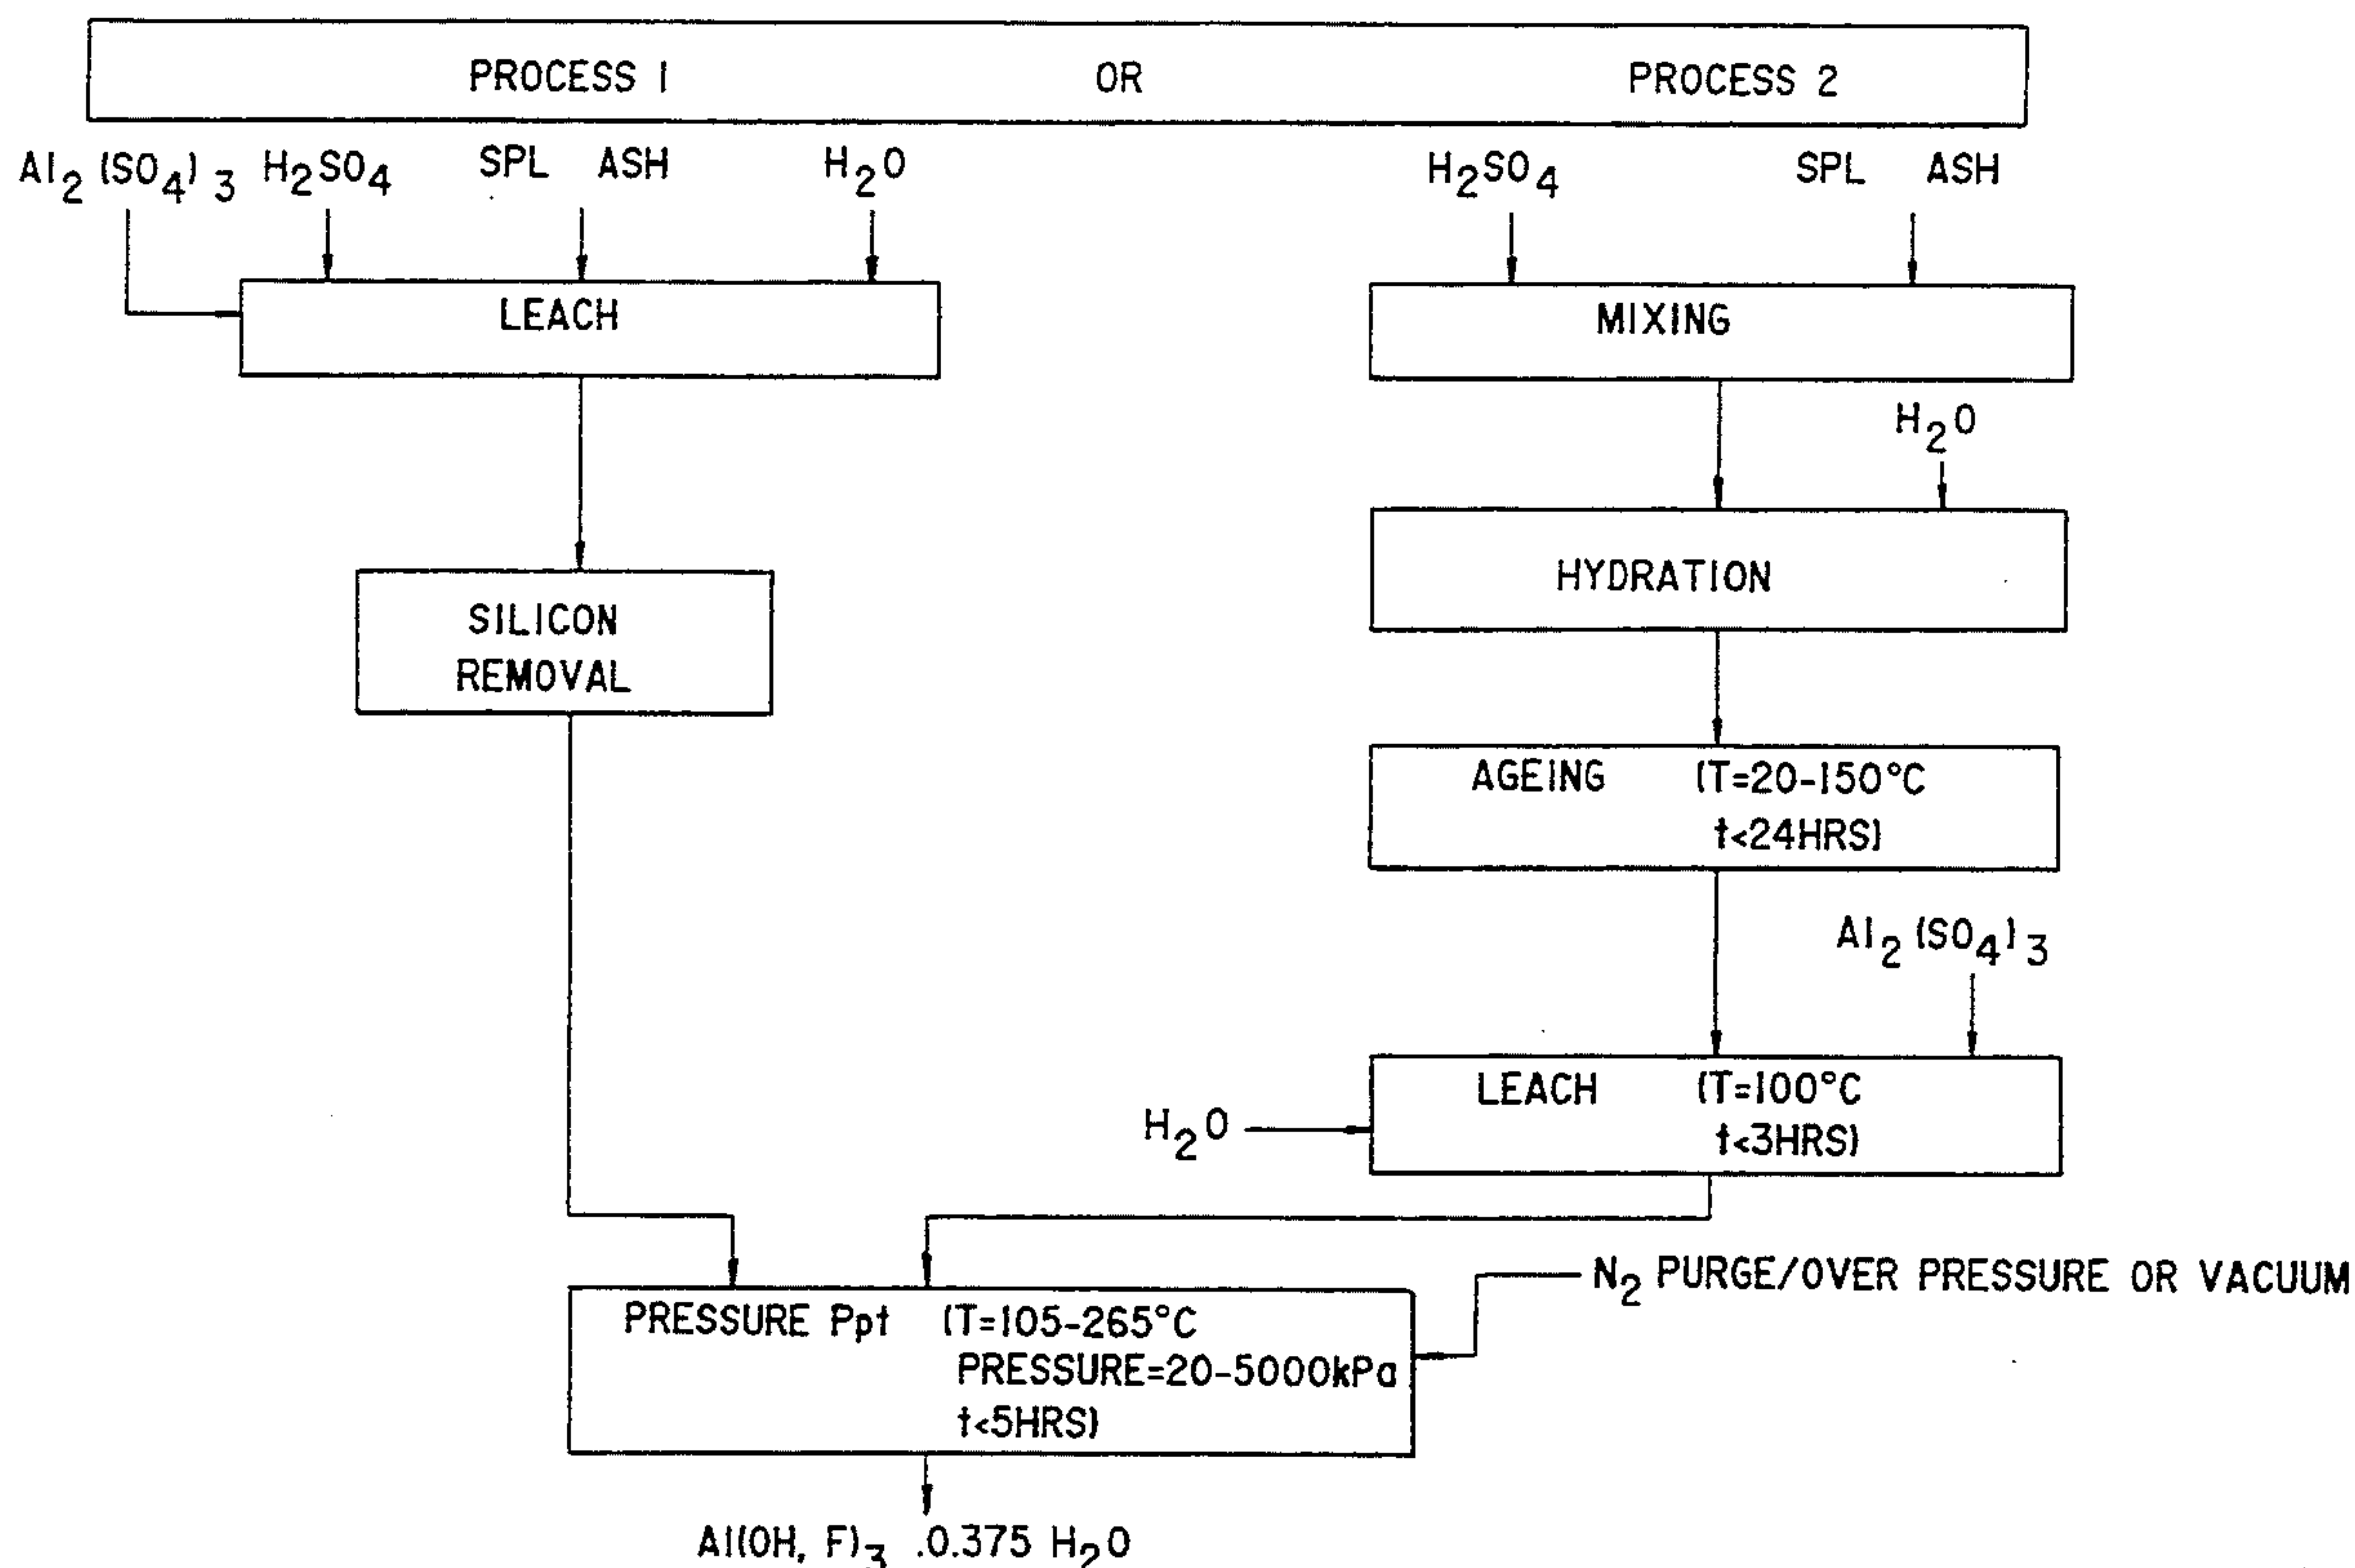 PROCESS 1 OR PROCESS 2
Al2 (SO4) 3 H2SO4 SPL ASH H2O
H2SO4 SPL ASH
LEACH
MIXING
H2O
HYDRATION
SILICON
REMOVAL
AGEING (T=20-150°C
t<24HRS)
Al2 (SO4) 3
LEACH (T=100°C
t<3HRS)
H2O
N2 PURGE/OVER PRESSURE OR VACUUM
PRESSURE Ppt (T=105-265°C
PRESSURE=20-5000kPa
t<5HRS)
Al(OH, F)3 .0.375 H2O